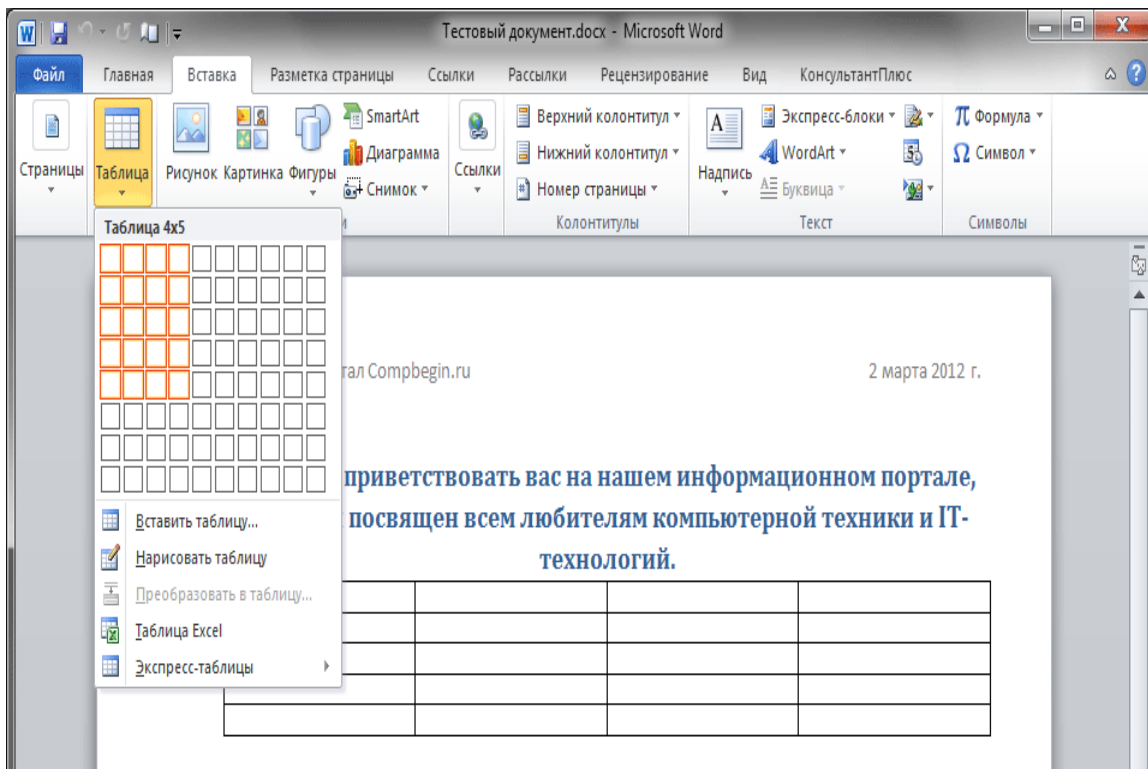 Тестовый документ.docx - Microsoft Word
Файл Главная Вставка Разметка страницы Ссылки Рассылки Рецензирование Вид КонсультантПлюс
Страницы
Таблица
Рисунок Картинка Фигуры
SmartArt
Диаграмма
Снимок
Ссылки
Верхний колонтитул
Нижний колонтитул
Номер страницы
Колонтитулы
Надпись
Экспресс-блоки
WordArt
Буквица
Текст
π Формула
Ω Символ
Символы
Таблица 4x5
Вставить таблицу...
Нарисовать таблицу
Преобразовать в таблицу...
Таблица Excel
Экспресс-таблицы
Compbegin.ru 2 марта 2012 г.
приветствовать вас на нашем информационном портале,
посвящен всем любителям компьютерной техники и IT-
технологий.